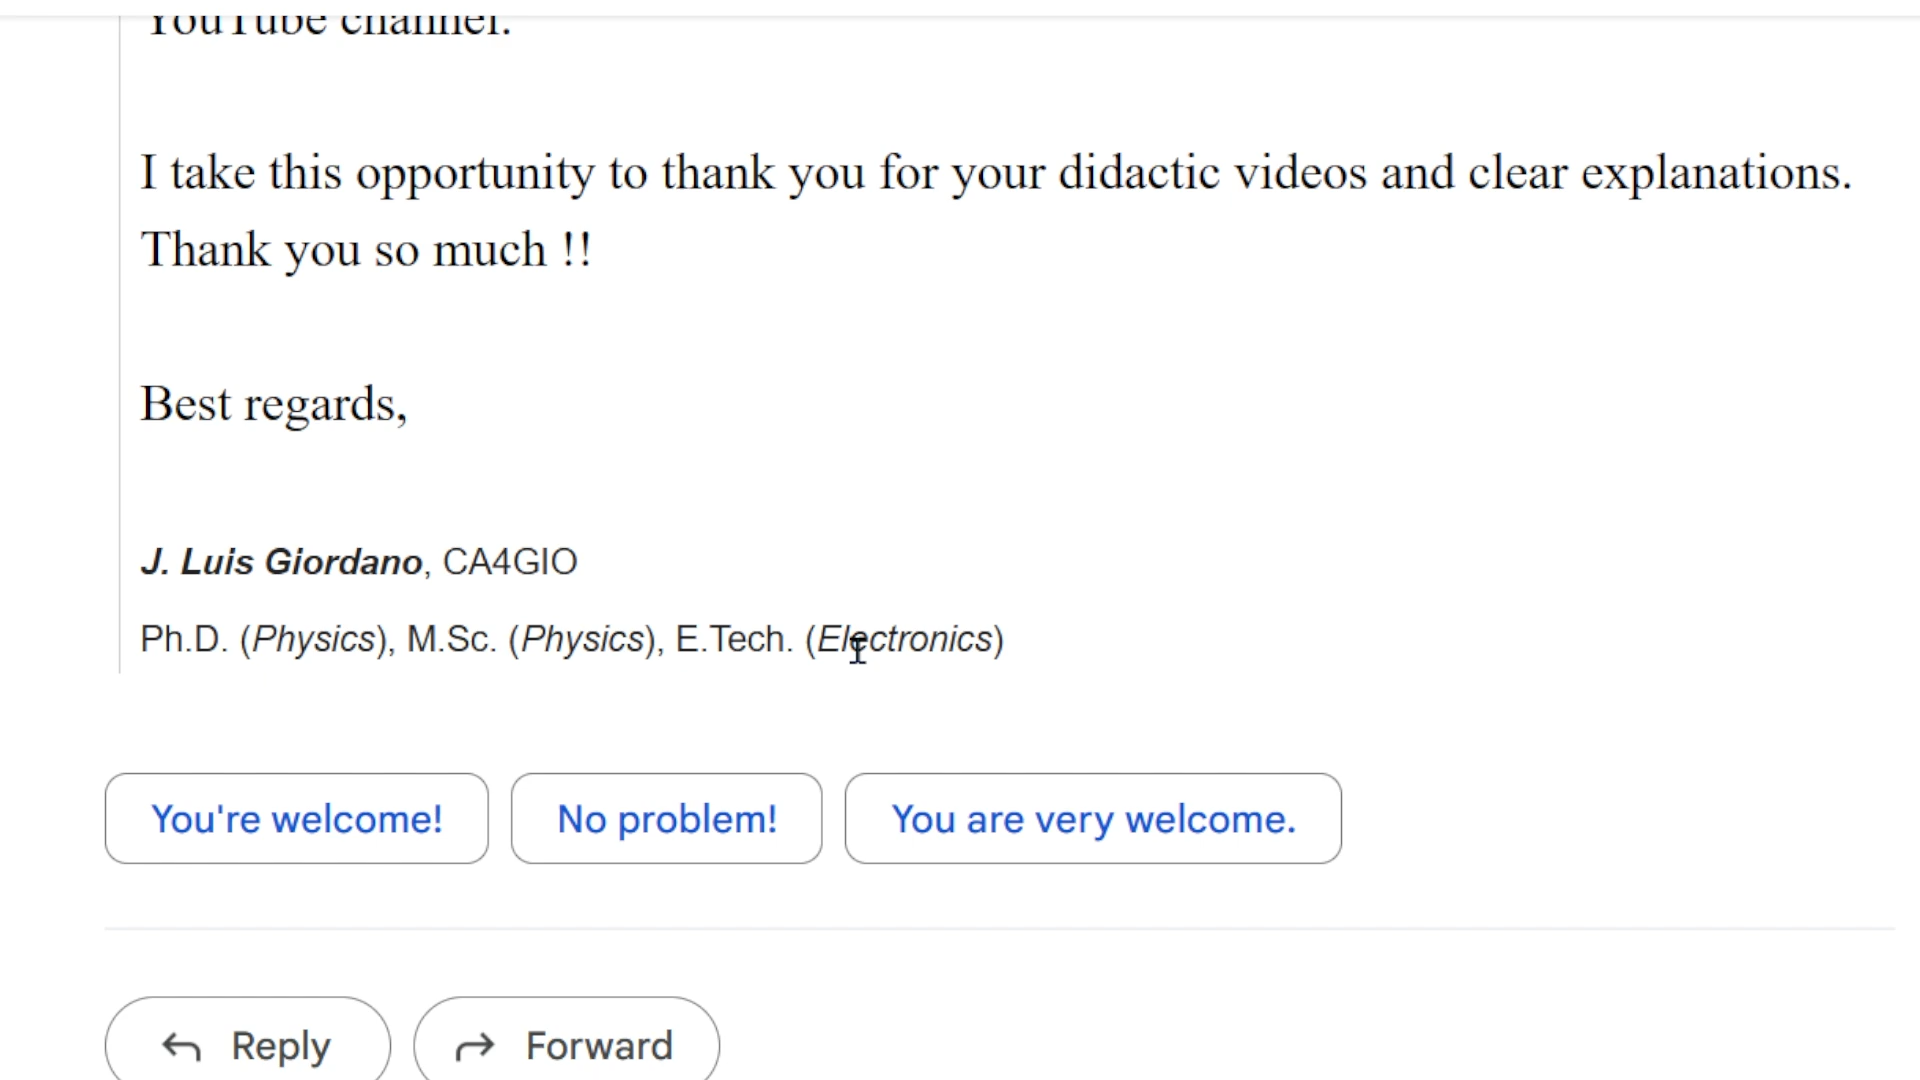 YouTube channel.
I take this opportunity to thank you for your didactic videos and clear explanations.
Thank you so much !!
Best regards,
J. Luis Giordano, CA4GIO
Ph.D. (Physics), M.Sc. (Physics), E.Tech. (Electronics)
You're welcome! No problem! You are very welcome.
Reply Forward